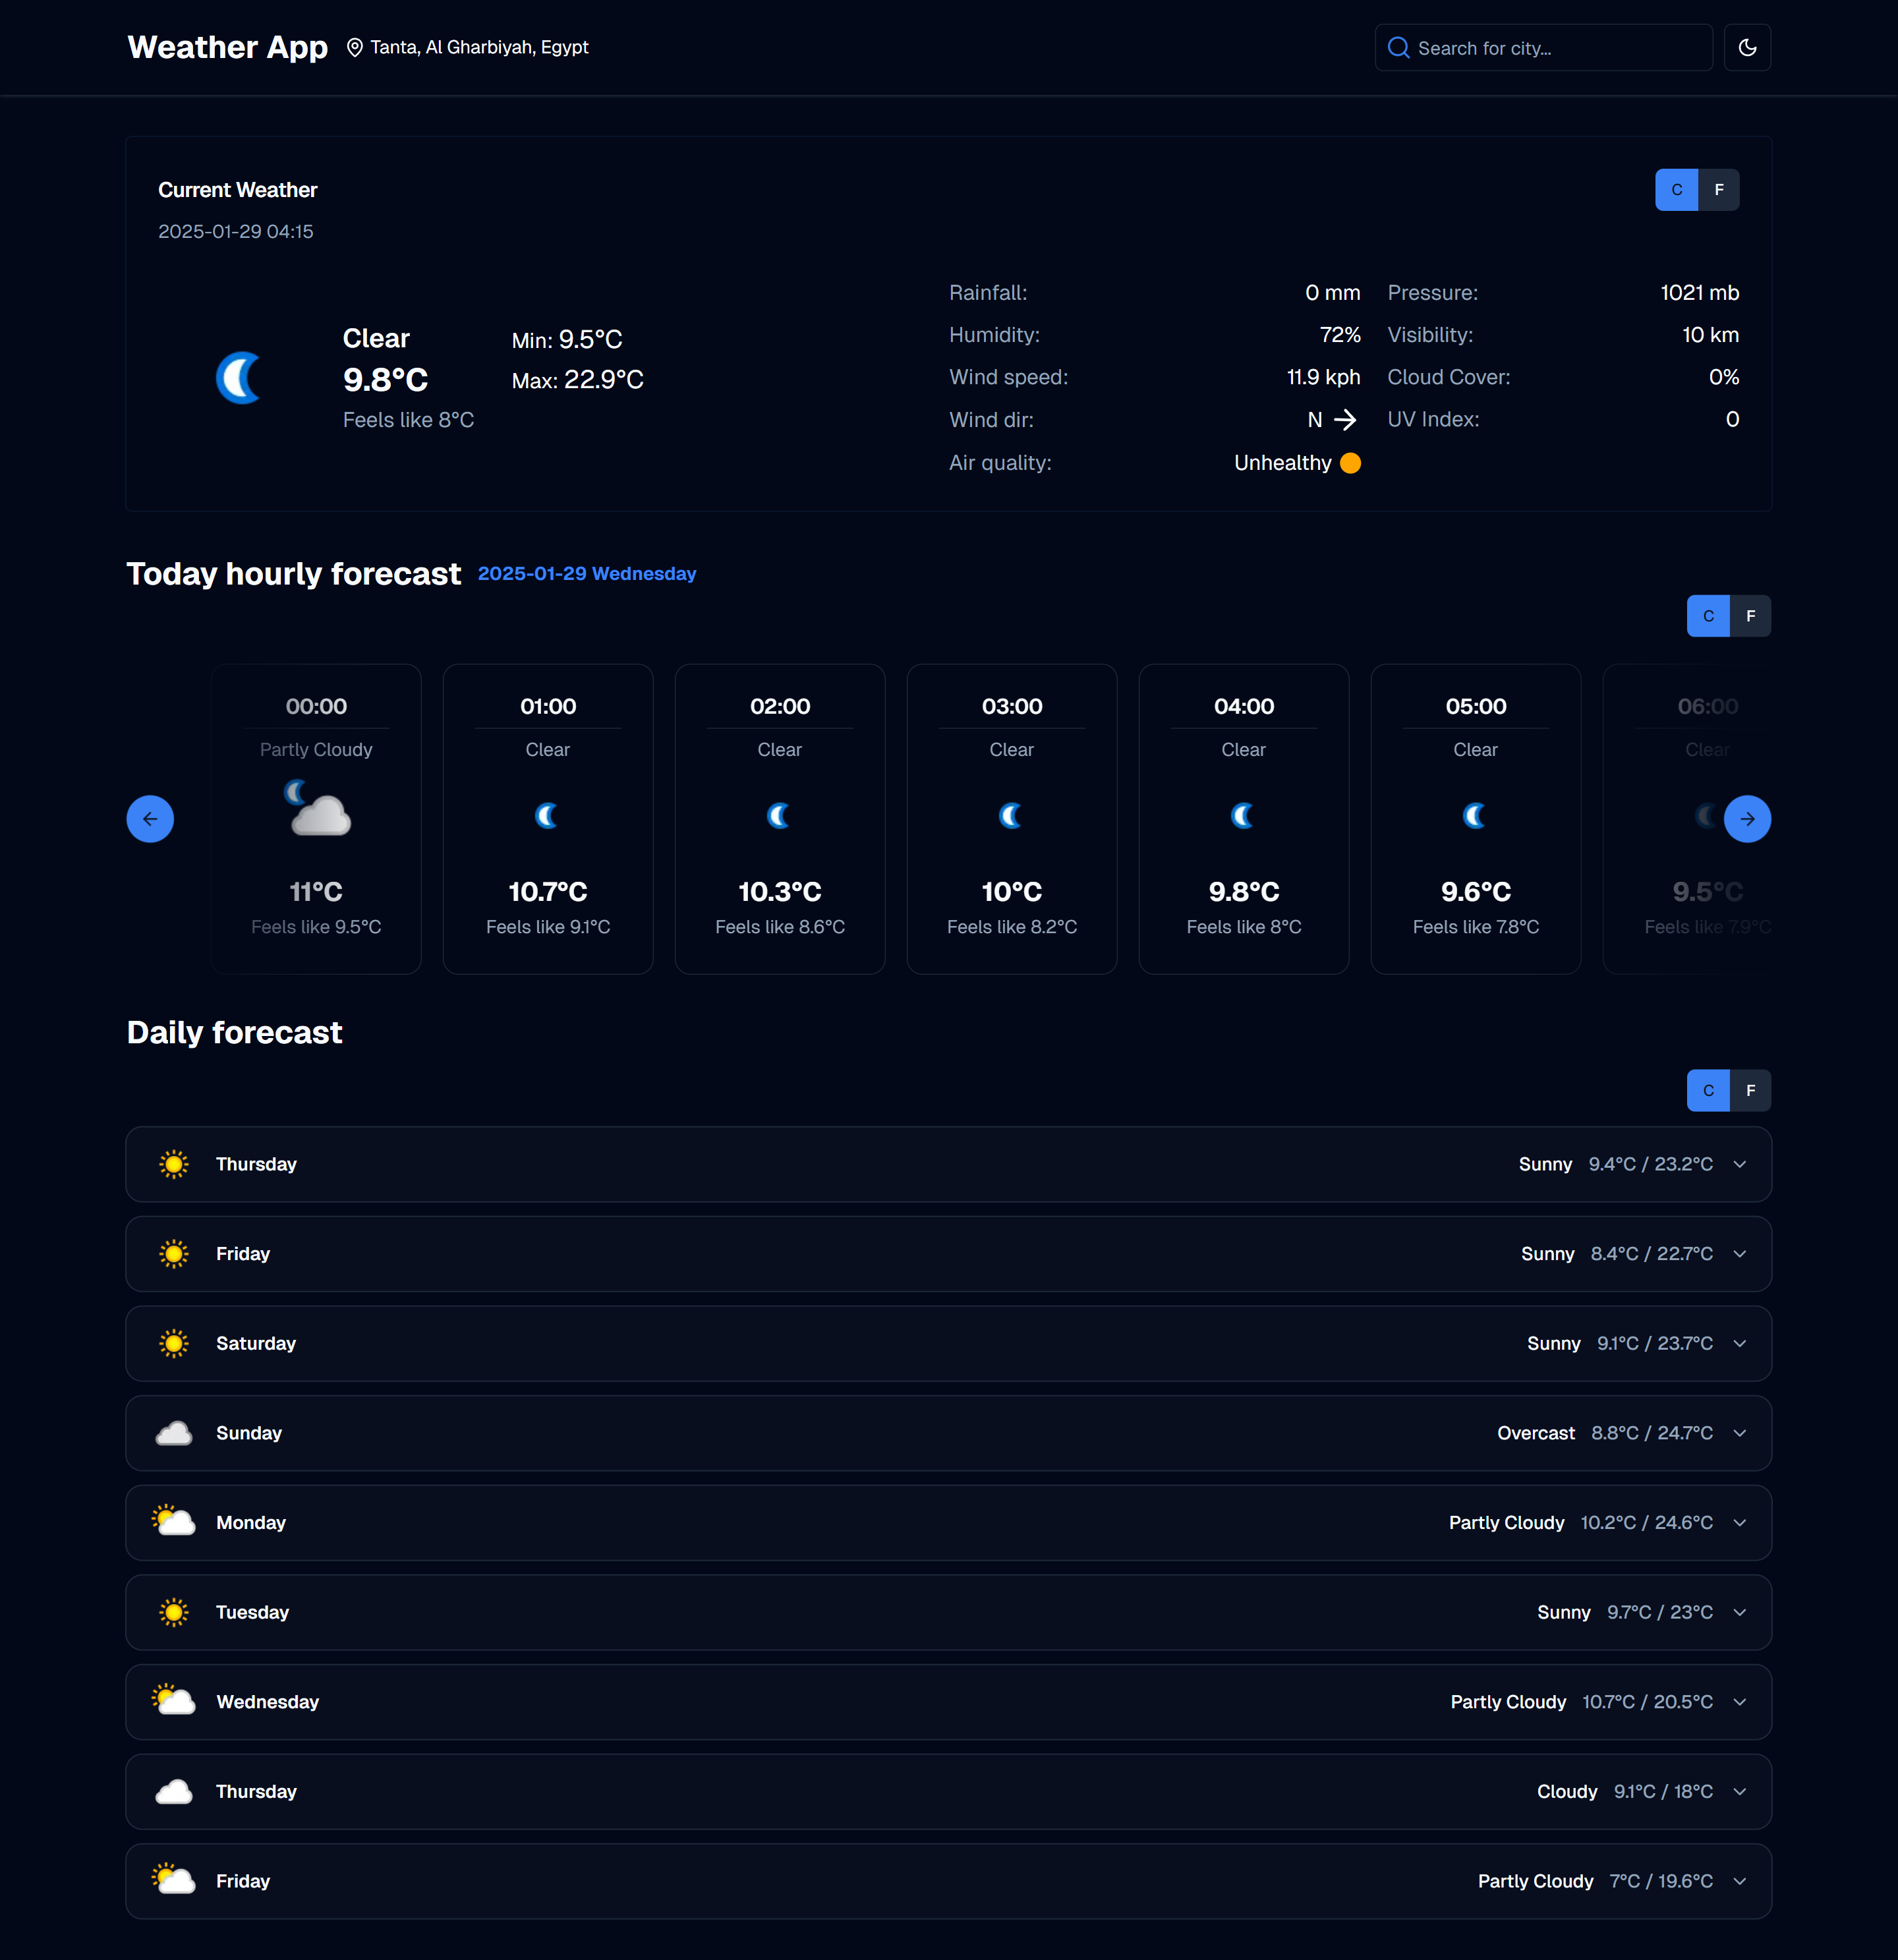 Weather App
Tanta, Al Gharbiyah, Egypt
Search for city...
Current Weather
C F
2025-01-29 04:15
Clear
9.8°C
Feels like 8°C
Min: 9.5°C
Max: 22.9°C
Rainfall: 0 mm
Humidity: 72%
Wind speed: 11.9 kph
Wind dir: N
Air quality: Unhealthy
Pressure: 1021 mb
Visibility: 10 km
Cloud Cover: 0%
UV Index: 0
Today hourly forecast 2025-01-29 Wednesday
C F
00:00
Partly Cloudy
11°C
Feels like 9.5°C
01:00
Clear
10.7°C
Feels like 9.1°C
02:00
Clear
10.3°C
Feels like 8.6°C
03:00
Clear
10°C
Feels like 8.2°C
04:00
Clear
9.8°C
Feels like 8°C
05:00
Clear
9.6°C
Feels like 7.8°C
06:00
Clear
9.5°C
Feels like 7.9°C
Daily forecast
C F
Thursday Sunny 9.4°C / 23.2°C
Friday Sunny 8.4°C / 22.7°C
Saturday Sunny 9.1°C / 23.7°C
Sunday Overcast 8.8°C / 24.7°C
Monday Partly Cloudy 10.2°C / 24.6°C
Tuesday Sunny 9.7°C / 23°C
Wednesday Partly Cloudy 10.7°C / 20.5°C
Thursday Cloudy 9.1°C / 18°C
Friday Partly Cloudy 7°C / 19.6°C